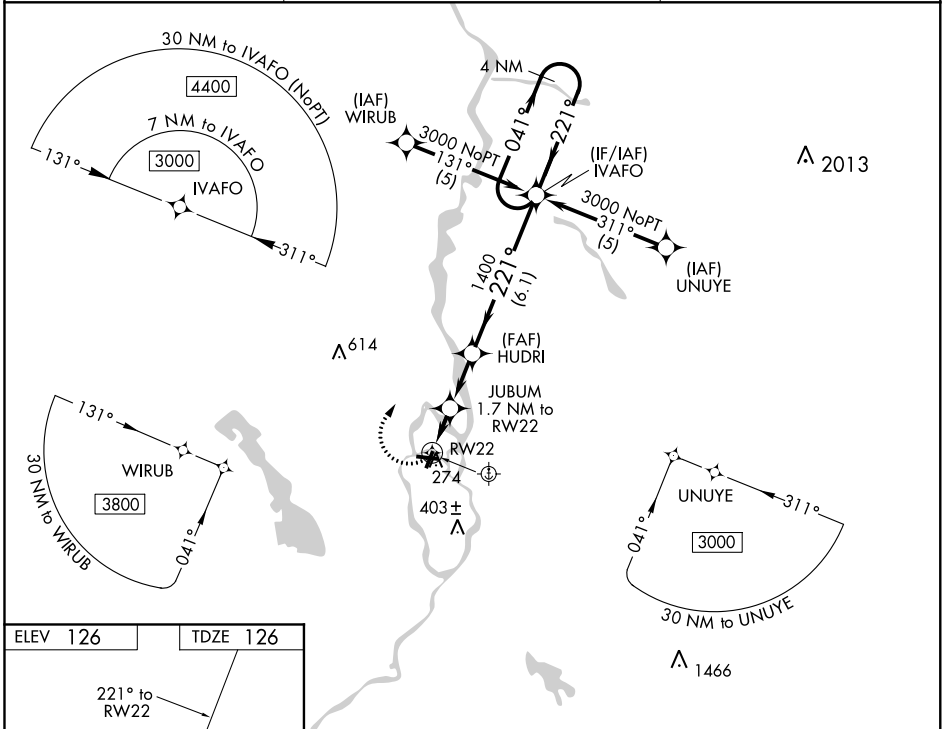 30 NM to IVAFO (NoPT)
4400
7 NM to IVAFO
3000
131°
IVAFO
311°
(IAF)
WIRUB
3000 NoPT
131°
(5)
4 NM
041°
221°
(IF/IAF)
IVAFO
3000 NoPT
311°
(5)
(IAF)
UNUYE
2013
1400
221°
(6.1)
(FAF)
HUDRI
614
JUBUM
1.7 NM to
RW22
RW22
274
403±
131°
WIRUB
3800
041°
30 NM to WIRUB
UNUYE
311°
041°
3000
30 NM to UNUYE
1466
ELEV 126
TDZE 126
221° to
RW22